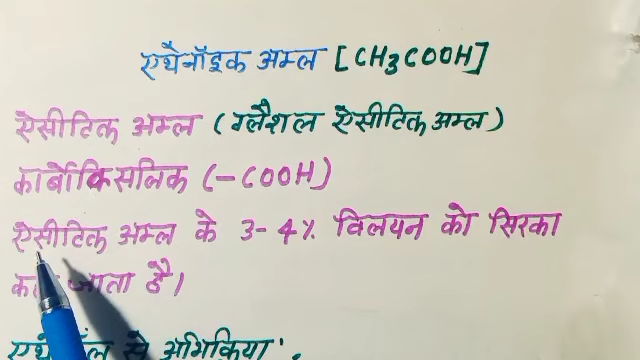 एथैनॉइक अम्ल [CH3COOH]
ऐसीटिक अम्ल (ग्लैशल ऐसीटिक अम्ल)
कार्बोक्सिलिक (-COOH)
ऐसीटिक अम्ल के 3-4% विलयन को सिरका
जाता है।
से अभिक्रिया